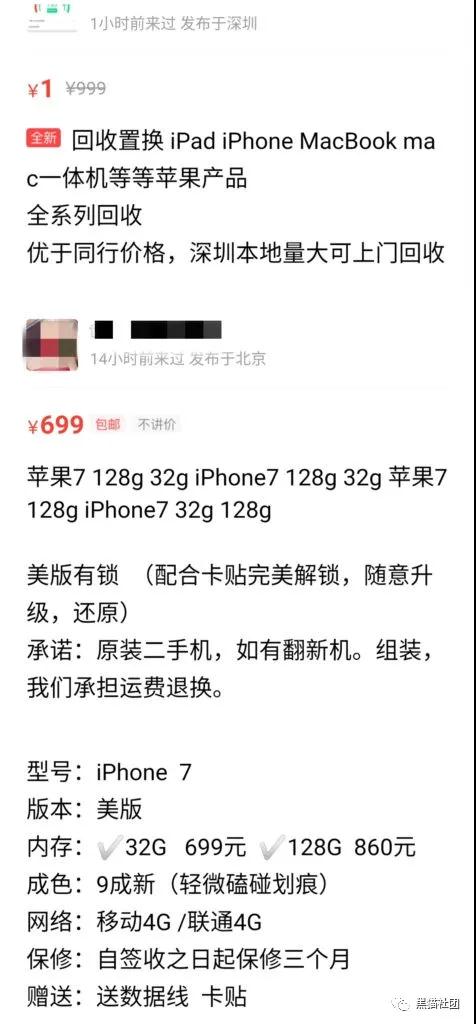 1小时前来过 发布于深圳
¥1 ¥999
全新 回收置换 iPad iPhone MacBook ma
c一体机等等苹果产品
全系列回收
优于同行价格，深圳本地量大可上门回收
14小时前来过 发布于北京
¥699 包邮 不讲价
苹果7 128g 32g iPhone7 128g 32g 苹果7
128g iPhone7 32g 128g
美版有锁 （配合卡贴完美解锁，随意升
级，还原）
承诺：原装二手机，如有翻新机。组装，
我们承担运费退换。
型号：iPhone 7
版本：美版
内存：✔32G 699元 ✔128G 860元
成色：9成新（轻微磕碰划痕）
网络：移动4G /联通4G
保修：自签收之日起保修三个月
赠送：送数据线 卡贴
黑猫社团